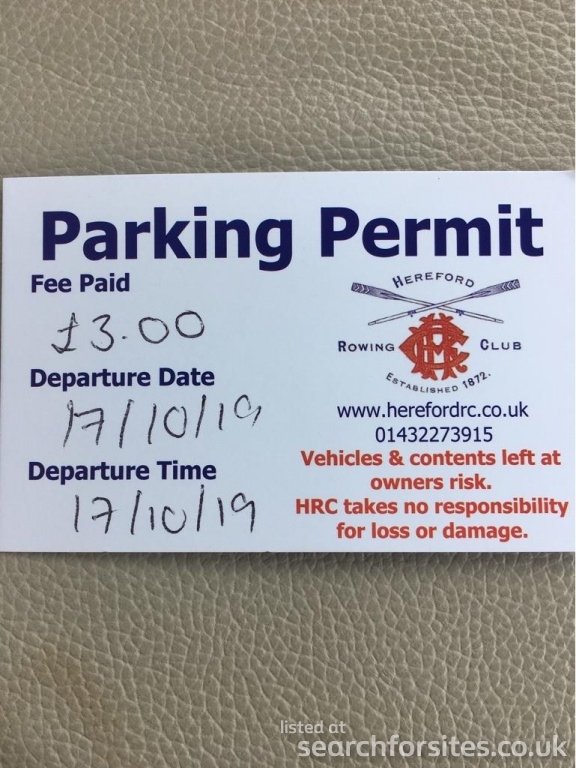 Parking Permit
Fee Paid
£3.00
Departure Date
17/10/19
Departure Time
17/10/19
HEREFORD
ROWING CLUB
HRC
ESTABLISHED 1872.
www.herefordrc.co.uk
01432273915
Vehicles & contents left at
owners risk.
HRC takes no responsibility
for loss or damage.
listed at
searchforsites.co.uk